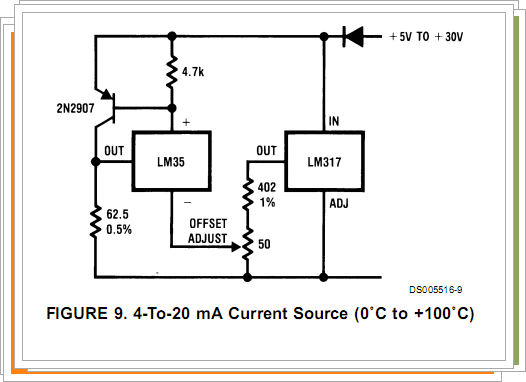 +5V TO +30V
4.7k
2N2907
+
IN
OUT
LM35
OUT
LM317
−
402
1%
ADJ
62.5
0.5%
OFFSET
ADJUST
50
DS005516-9
FIGURE 9. 4-To-20 mA Current Source (0˚C to +100˚C)